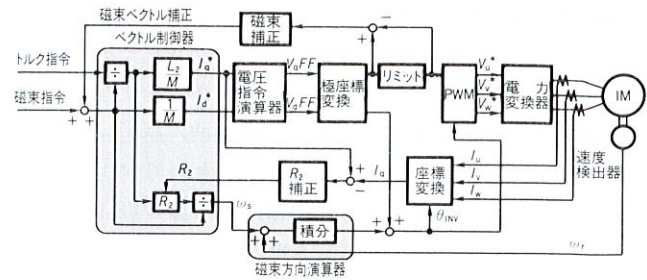 磁束ベクトル補正
磁束
補正
ベクトル制御器
トルク指令
÷
L₂
M
Iq*
電圧
指令
演算器
VqFF
VdFF
極座標
変換
リミット
PWM
Vu*
Vv*
Vw*
電力
変換器
IM
磁束指令
1
M
Id*
速度
検出器
Iu
Iv
Iw
R₂
R₂
補正
Iq
座標
変換
θINV
R₂
÷
ωs
積分
ωr
磁束方向演算器